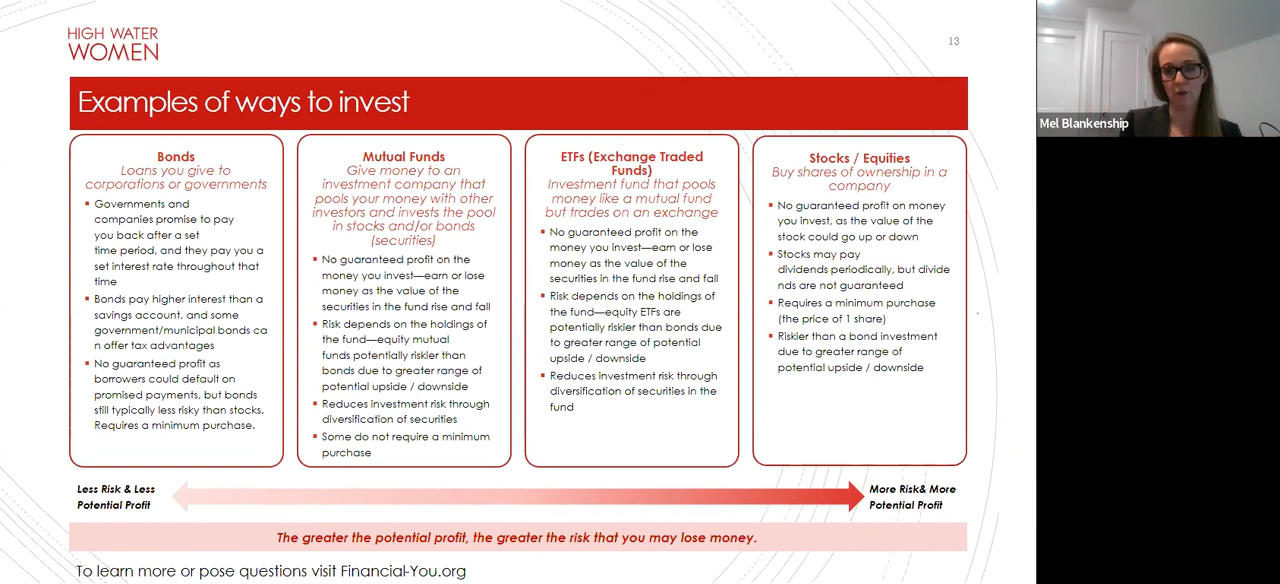 HIGH WATER
WOMEN
13
Examples of ways to invest
Bonds
Loans you give to
corporations or governments
▪ Governments and
companies promise to pay
you back after a set
time period, and they pay you a
set interest rate throughout that
time
▪ Bonds pay higher interest than a
savings account, and some
government/municipal bonds ca
n offer tax advantages
▪ No guaranteed profit as
borrowers could default on
promised payments, but bonds
still typically less risky than stocks.
Requires a minimum purchase.
Mutual Funds
Give money to an
investment company that
pools your money with other
investors and invests the pool
in stocks and/or bonds
(securities)
▪ No guaranteed profit on the
money you invest—earn or lose
money as the value of the
securities in the fund rise and fall
▪ Risk depends on the holdings of
the fund—equity mutual
funds potentially riskier than
bonds due to greater range of
potential upside / downside
▪ Reduces investment risk through
diversification of securities
▪ Some do not require a minimum
purchase
ETFs (Exchange Traded
Funds)
Investment fund that pools
money like a mutual fund
but trades on an exchange
▪ No guaranteed profit on the
money you invest—earn or lose
money as the value of the
securities in the fund rise and fall
▪ Risk depends on the holdings of
the fund—equity ETFs are
potentially riskier than bonds due
to greater range of potential
upside / downside
▪ Reduces investment risk through
diversification of securities in the
fund
Stocks / Equities
Buy shares of ownership in a
company
▪ No guaranteed profit on money
you invest, as the value of the
stock could go up or down
▪ Stocks may pay
dividends periodically, but divide
nds are not guaranteed
▪ Requires a minimum purchase
(the price of 1 share)
▪ Riskier than a bond investment
due to greater range of
potential upside / downside
Less Risk & Less
Potential Profit
More Risk& More
Potential Profit
The greater the potential profit, the greater the risk that you may lose money.
To learn more or pose questions visit Financial-You.org
Mel Blankenship